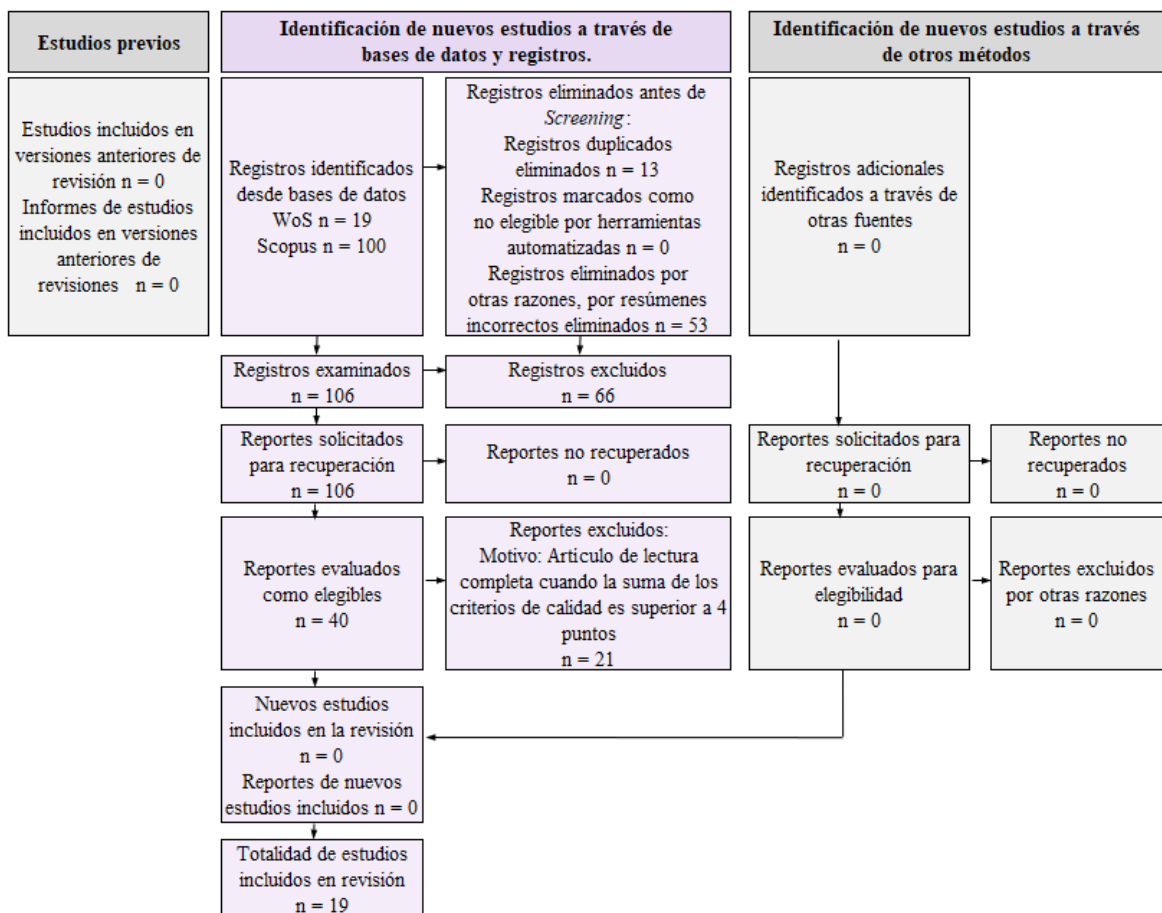 Estudios previos
Identificación de nuevos estudios a través de
bases de datos y registros.
Identificación de nuevos estudios a través
de otros métodos
Estudios incluidos en
versiones anteriores de
revisión n = 0
Informes de estudios
incluidos en versiones
anteriores de
revisiones n = 0
Registros identificados
desde bases de datos
WoS n = 19
Scopus n = 100
Registros eliminados antes de
Screening:
Registros duplicados
eliminados n = 13
Registros marcados como
no elegible por herramientas
automatizadas n = 0
Registros eliminados por
otras razones, por resúmenes
incorrectos eliminados n = 53
Registros adicionales
identificados a través de
otras fuentes
n = 0
Registros examinados
n = 106
Registros excluidos
n = 66
Reportes solicitados
para recuperación
n = 106
Reportes no recuperados
n = 0
Reportes solicitados para
recuperación
n = 0
Reportes no
recuperados
n = 0
Reportes evaluados
como elegibles
n = 40
Reportes excluidos:
Motivo: Articulo de lectura
completa cuando la suma de los
criterios de calidad es superior a 4
puntos
n = 21
Reportes evaluados para
elegibilidad
n = 0
Reportes excluidos
por otras razones
n = 0
Nuevos estudios
incluidos en la revisión
n = 0
Reportes de nuevos
estudios incluidos n = 0
Totalidad de estudios
incluidos en revisión
n = 19